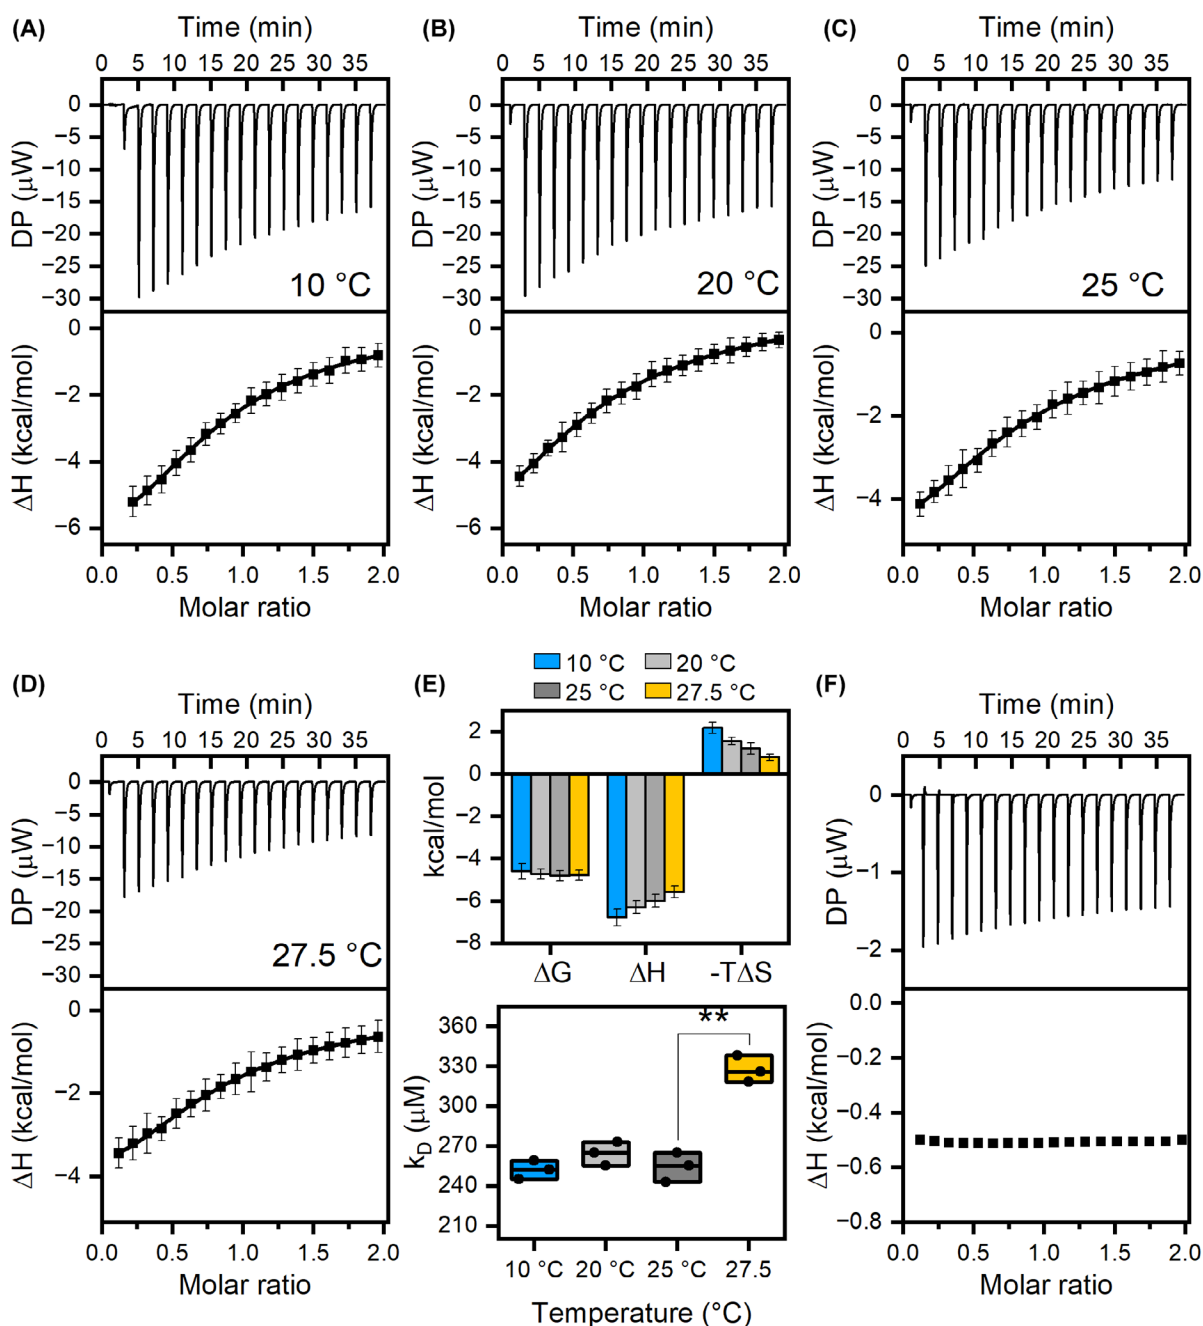 (A)
Time (min)
0 5 10 15 20 25 30 35
DP (μW)
0
−5
−10
−15
−20
−25
−30
10 °C
ΔH (kcal/mol)
0
−2
−4
−6
0.0 0.5 1.0 1.5 2.0
Molar ratio
(B)
Time (min)
0 5 10 15 20 25 30 35
DP (μW)
0
−5
−10
−15
−20
−25
−30
20 °C
ΔH (kcal/mol)
0
−2
−4
−6
0.0 0.5 1.0 1.5 2.0
Molar ratio
(C)
Time (min)
0 5 10 15 20 25 30 35
DP (μW)
0
−5
−10
−15
−20
−25
−30
25 °C
ΔH (kcal/mol)
0
−2
−4
0.0 0.5 1.0 1.5 2.0
Molar ratio
(D)
Time (min)
0 5 10 15 20 25 30 35
DP (μW)
0
−5
−10
−15
−20
−25
−30
27.5 °C
ΔH (kcal/mol)
0
−2
−4
0.0 0.5 1.0 1.5 2.0
Molar ratio
(E)
10 °C 20 °C
25 °C 27.5 °C
kcal/mol
2
0
−2
−4
−6
−8
ΔG ΔH -TΔS
k_D (μM)
360
330
300
270
240
210
**
10 °C 20 °C 25 °C 27.5
Temperature (°C)
(F)
Time (min)
0 5 10 15 20 25 30 35
DP (μW)
0
−1
−2
ΔH (kcal/mol)
0.0
−0.2
−0.4
−0.6
−0.8
0.0 0.5 1.0 1.5 2.0
Molar ratio